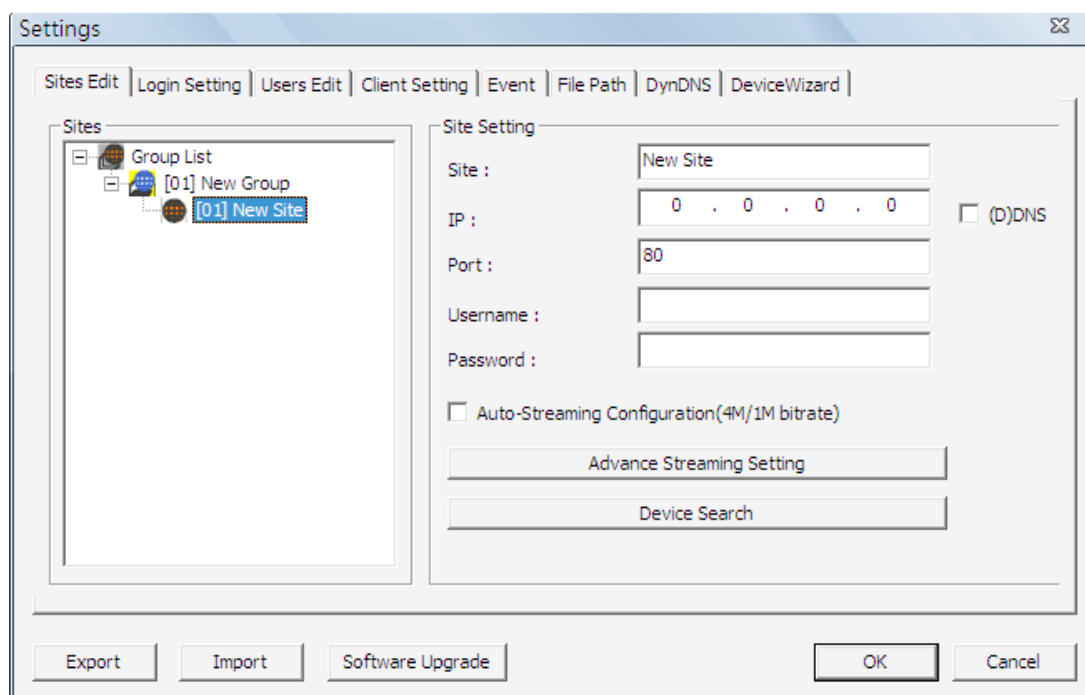 Settings
Sites Edit Login Setting Users Edit Client Setting Event File Path DynDNS DeviceWizard
Sites
Group List
[01] New Group
[01] New Site
Site Setting
Site : New Site
IP : 0 . 0 . 0 . 0 (D)DNS
Port : 80
Username :
Password :
Auto-Streaming Configuration(4M/1M bitrate)
Advance Streaming Setting
Device Search
Export Import Software Upgrade OK Cancel